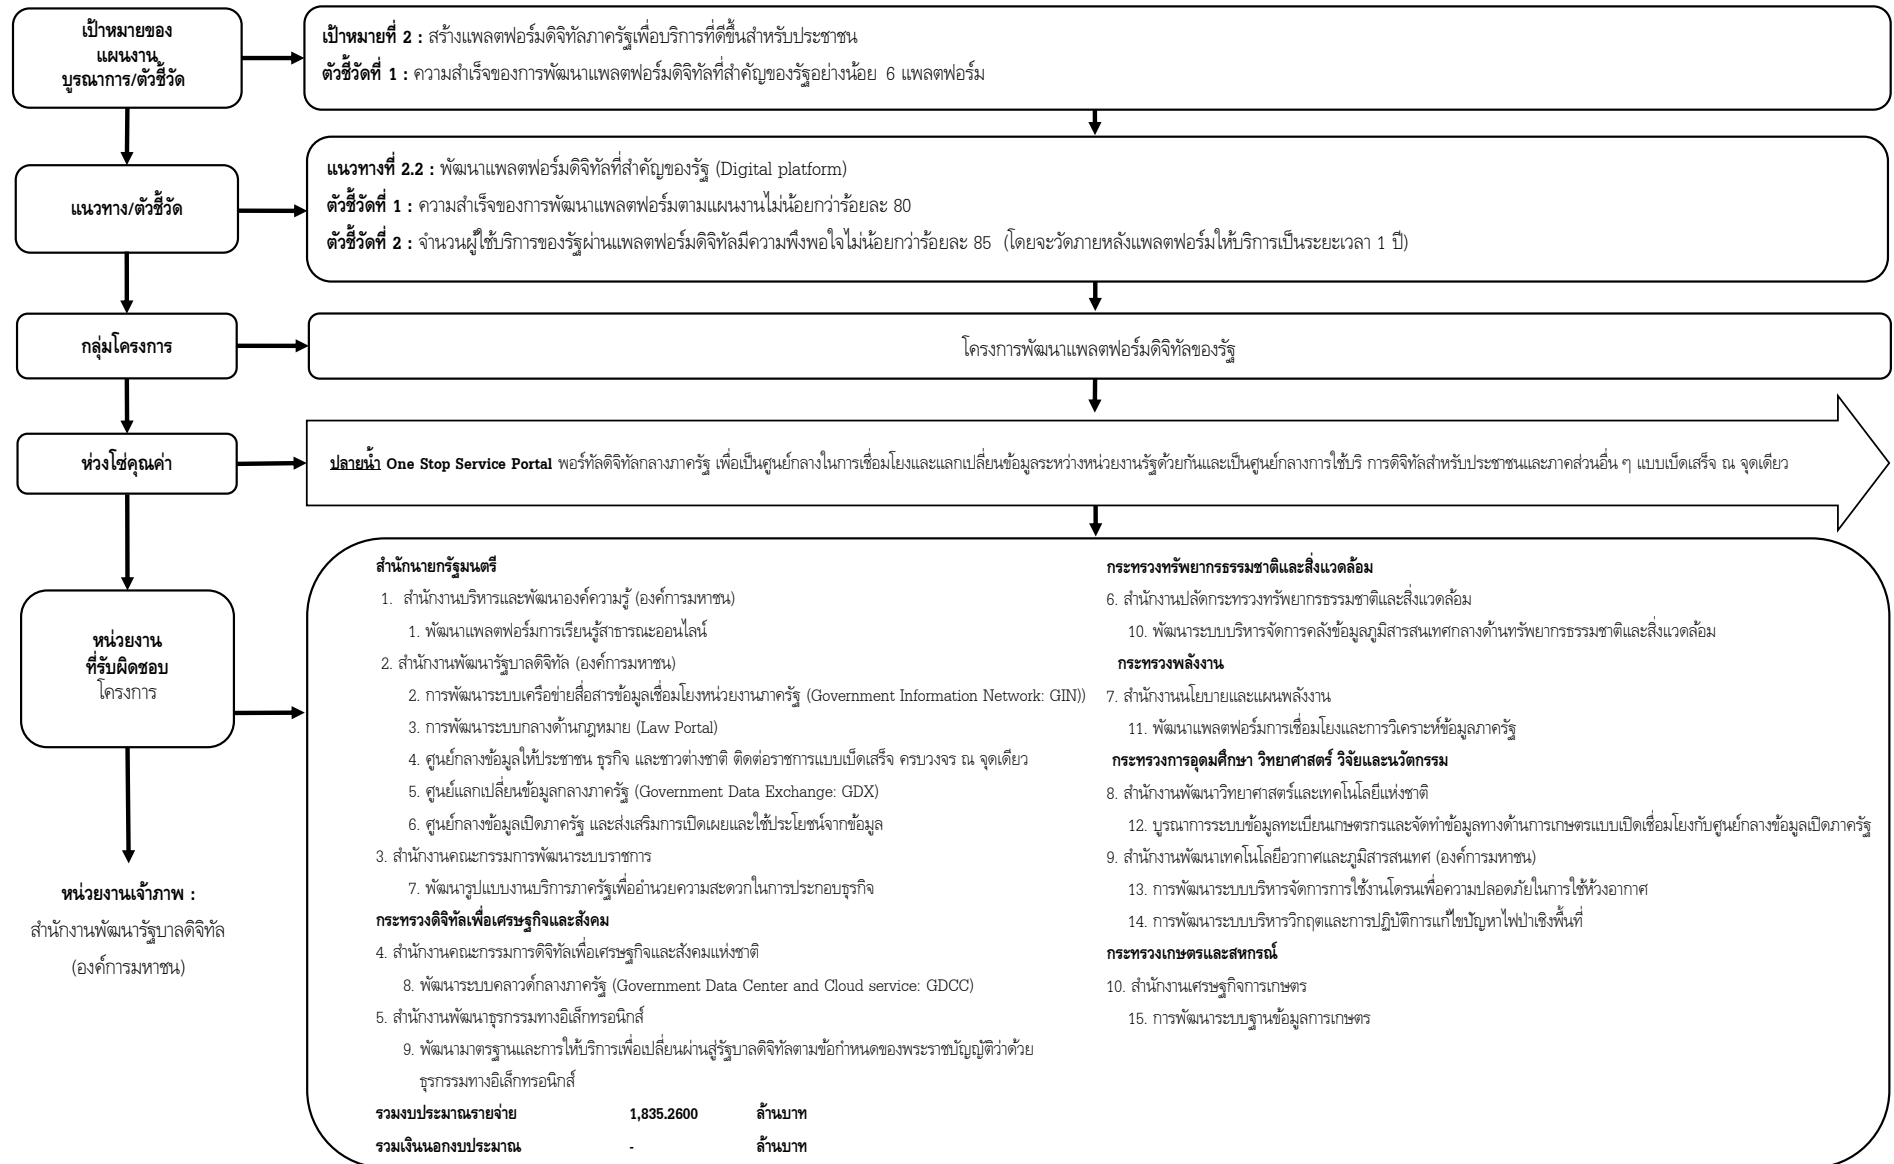 เป้าหมายของ
แผนงาน
บูรณาการ/ตัวชี้วัด
เป้าหมายที่ 2 : สร้างแพลตฟอร์มดิจิทัลภาครัฐเพื่อบริการที่ดีขึ้นสำหรับประชาชน
ตัวชี้วัดที่ 1 : ความสำเร็จของการพัฒนาแพลตฟอร์มดิจิทัลที่สำคัญของรัฐอย่างน้อย 6 แพลตฟอร์ม
แนวทาง/ตัวชี้วัด
แนวทางที่ 2.2 : พัฒนาแพลตฟอร์มดิจิทัลที่สำคัญของรัฐ (Digital platform)
ตัวชี้วัดที่ 1 : ความสำเร็จของการพัฒนาแพลตฟอร์มตามแผนงานไม่น้อยกว่าร้อยละ 80
ตัวชี้วัดที่ 2 : จำนวนผู้ใช้บริการของรัฐผ่านแพลตฟอร์มดิจิทัลมีความพึงพอใจไม่น้อยกว่าร้อยละ 85 (โดยจะวัดภายหลังแพลตฟอร์มให้บริการเป็นระยะเวลา 1 ปี)
กลุ่มโครงการ
โครงการพัฒนาแพลตฟอร์มดิจิทัลของรัฐ
ห่วงโซ่คุณค่า
ปลายน้ำ One Stop Service Portal พอร์ทัลดิจิทัลกลางภาครัฐ เพื่อเป็นศูนย์กลางในการเชื่อมโยงและแลกเปลี่ยนข้อมูลระหว่างหน่วยงานรัฐด้วยกันและเป็นศูนย์กลางการใช้บริ การดิจิทัลสำหรับประชาชนและภาคส่วนอื่น ๆ แบบเบ็ดเสร็จ ณ จุดเดียว
หน่วยงาน
ที่รับผิดชอบ
โครงการ
หน่วยงานเจ้าภาพ :
สำนักงานพัฒนารัฐบาลดิจิทัล
(องค์การมหาชน)
สำนักนายกรัฐมนตรี
1. สำนักงานบริหารและพัฒนาองค์ความรู้ (องค์การมหาชน)
1. พัฒนาแพลตฟอร์มการเรียนรู้สาธารณะออนไลน์
2. สำนักงานพัฒนารัฐบาลดิจิทัล (องค์การมหาชน)
2. การพัฒนาระบบเครือข่ายสื่อสารข้อมูลเชื่อมโยงหน่วยงานภาครัฐ (Government Information Network: GIN))
3. การพัฒนาระบบกลางด้านกฎหมาย (Law Portal)
4. ศูนย์กลางข้อมูลให้ประชาชน ธุรกิจ และชาวต่างชาติ ติดต่อราชการแบบเบ็ดเสร็จ ครบวงจร ณ จุดเดียว
5. ศูนย์แลกเปลี่ยนข้อมูลกลางภาครัฐ (Government Data Exchange: GDX)
6. ศูนย์กลางข้อมูลเปิดภาครัฐ และส่งเสริมการเปิดเผยและใช้ประโยชน์จากข้อมูล
3. สำนักงานคณะกรรมการพัฒนาระบบราชการ
7. พัฒนารูปแบบงานบริการภาครัฐเพื่ออำนวยความสะดวกในการประกอบธุรกิจ
กระทรวงดิจิทัลเพื่อเศรษฐกิจและสังคม
4. สำนักงานคณะกรรมการดิจิทัลเพื่อเศรษฐกิจและสังคมแห่งชาติ
8. พัฒนาระบบคลาวด์กลางภาครัฐ (Government Data Center and Cloud service: GDCC)
5. สำนักงานพัฒนาธุรกรรมทางอิเล็กทรอนิกส์
9. พัฒนามาตรฐานและการให้บริการเพื่อเปลี่ยนผ่านสู่รัฐบาลดิจิทัลตามข้อกำหนดของพระราชบัญญัติว่าด้วย
ธุรกรรมทางอิเล็กทรอนิกส์
รวมงบประมาณรายจ่าย 1,835.2600 ล้านบาท
รวมเงินนอกงบประมาณ - ล้านบาท
กระทรวงทรัพยากรธรรมชาติและสิ่งแวดล้อม
6. สำนักงานปลัดกระทรวงทรัพยากรธรรมชาติและสิ่งแวดล้อม
10. พัฒนาระบบบริหารจัดการคลังข้อมูลภูมิสารสนเทศกลางด้านทรัพยากรธรรมชาติและสิ่งแวดล้อม
กระทรวงพลังงาน
7. สำนักงานนโยบายและแผนพลังงาน
11. พัฒนาแพลตฟอร์มการเชื่อมโยงและการวิเคราะห์ข้อมูลภาครัฐ
กระทรวงการอุดมศึกษา วิทยาศาสตร์ วิจัยและนวัตกรรม
8. สำนักงานพัฒนาวิทยาศาสตร์และเทคโนโลยีแห่งชาติ
12. บูรณาการระบบข้อมูลทะเบียนเกษตรกรและจัดทำข้อมูลทางด้านการเกษตรแบบเปิดเชื่อมโยงกับศูนย์กลางข้อมูลเปิดภาครัฐ
9. สำนักงานพัฒนาเทคโนโลยีอวกาศและภูมิสารสนเทศ (องค์การมหาชน)
13. การพัฒนาระบบบริหารจัดการการใช้งานโดรนเพื่อความปลอดภัยในการใช้ห้วงอากาศ
14. การพัฒนาระบบบริหารวิกฤตและการปฏิบัติการแก้ไขปัญหาไฟป่าเชิงพื้นที่
กระทรวงเกษตรและสหกรณ์
10. สำนักงานเศรษฐกิจการเกษตร
15. การพัฒนาระบบฐานข้อมูลการเกษตร